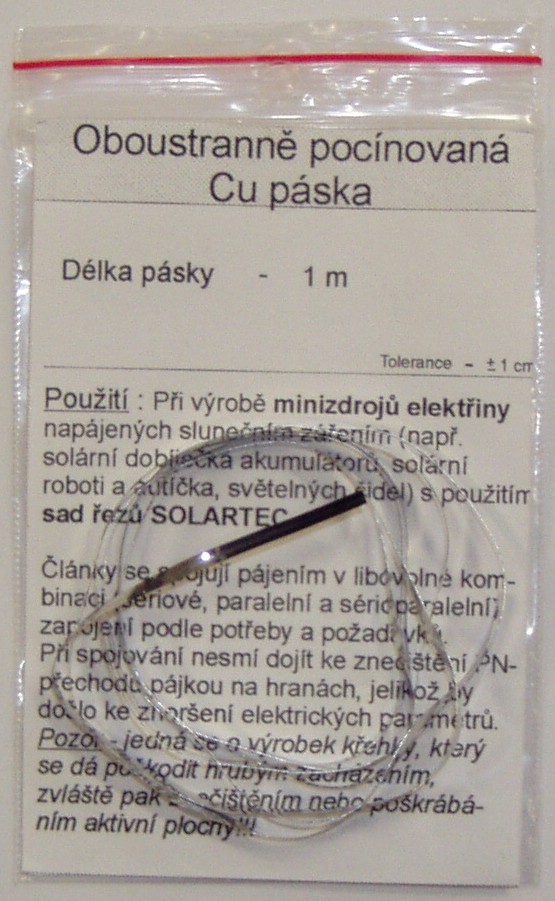 Oboustranně pocínovaná
Cu páska
Délka pásky - 1 m
Tolerance - ± 1 cm
Použití : Při výrobě minizdrojů elektřiny
napájených slunečním zářením (např.
solární dobíječka akumulátorů, solární
roboti a autíčka, světelných čidel) s použitím
sad řezů SOLARTEC
Články se spojují pájením v libovolné kom-
binaci (sériové, paralelní a sérioparalelní)
zapojení podle potřeby a požadavků.
Při spojování nesmí dojít ke znečištění PN-
přechodu pájkou na hranách, jelikož by
došlo ke zhoršení elektrických parametrů.
Pozor - jedná se o výrobek křehký, který
se dá poškodit hrubým zacházením,
zvláště pak znečištěním nebo poškrábá-
ním aktivní plochy!!!